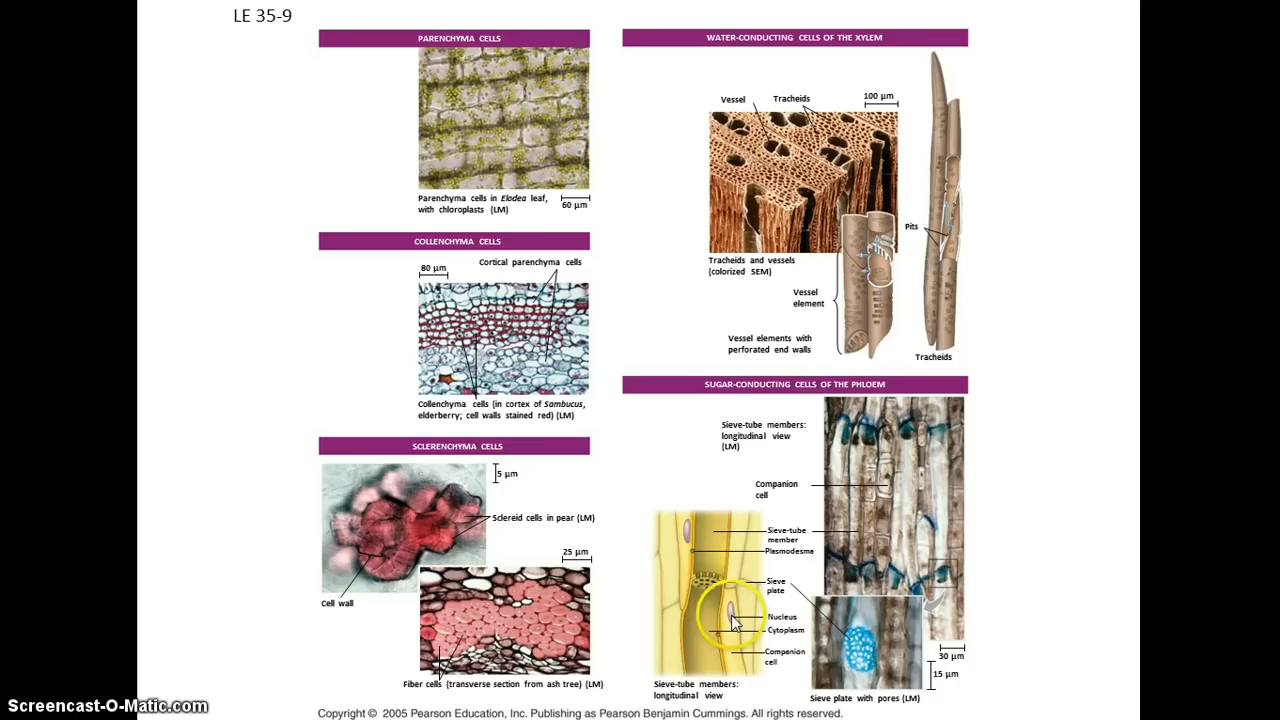 LE 35-9
PARENCHYMA CELLS
Parenchyma cells in Elodea leaf,
with chloroplasts (LM)
60 µm
COLLENCHYMA CELLS
80 µm
Cortical parenchyma cells
Collenchyma cells (in cortex of Sambucus,
elderberry; cell walls stained red) (LM)
SCLERENCHYMA CELLS
5 µm
Sclereid cells in pear (LM)
25 µm
Cell wall
Fiber cells (transverse section from ash tree) (LM)
WATER-CONDUCTING CELLS OF THE XYLEM
Vessel
Tracheids
100 µm
Pits
Tracheids and vessels
(colorized SEM)
Vessel
element
Vessel elements with
perforated end walls
Tracheids
SUGAR-CONDUCTING CELLS OF THE PHLOEM
Sieve-tube members:
longitudinal view
(LM)
Companion
cell
Sieve-tube
member
Plasmodesma
Sieve
plate
Nucleus
Cytoplasm
Companion
cell
30 µm
15 µm
Sieve-tube members:
longitudinal view
Sieve plate with pores (LM)
Screencast-O-Matic.com
Copyright © 2005 Pearson Education, Inc. Publishing as Pearson Benjamin Cummings. All rights reserved.